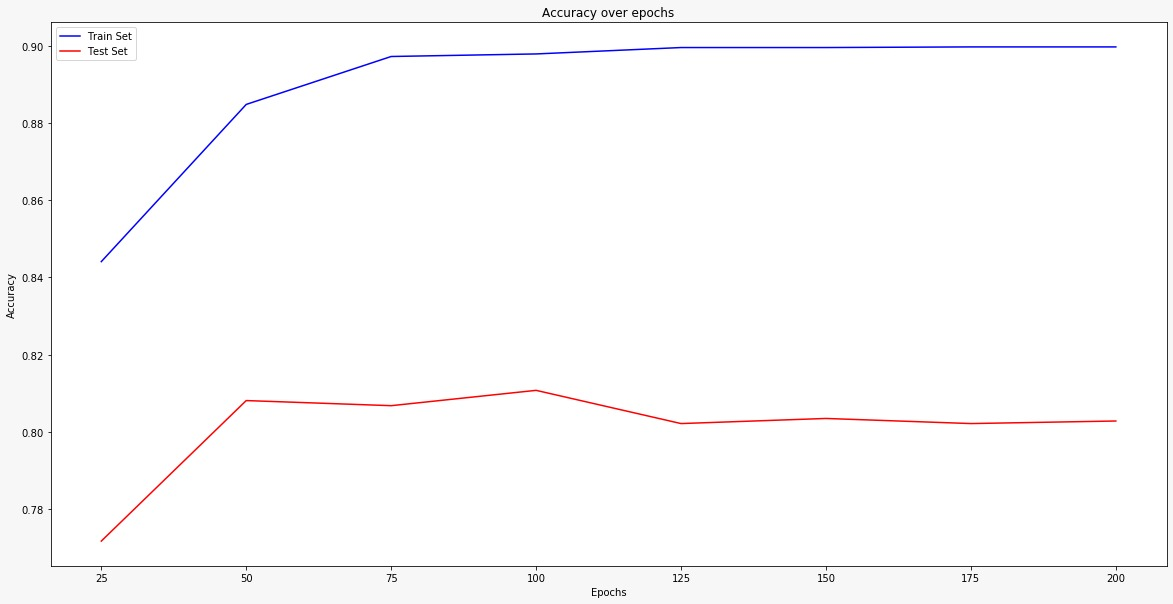 Accuracy over epochs
Train Set
Test Set
0.90
0.88
0.86
0.84
0.82
0.80
0.78
Accuracy
25 50 75 100 125 150 175 200
Epochs